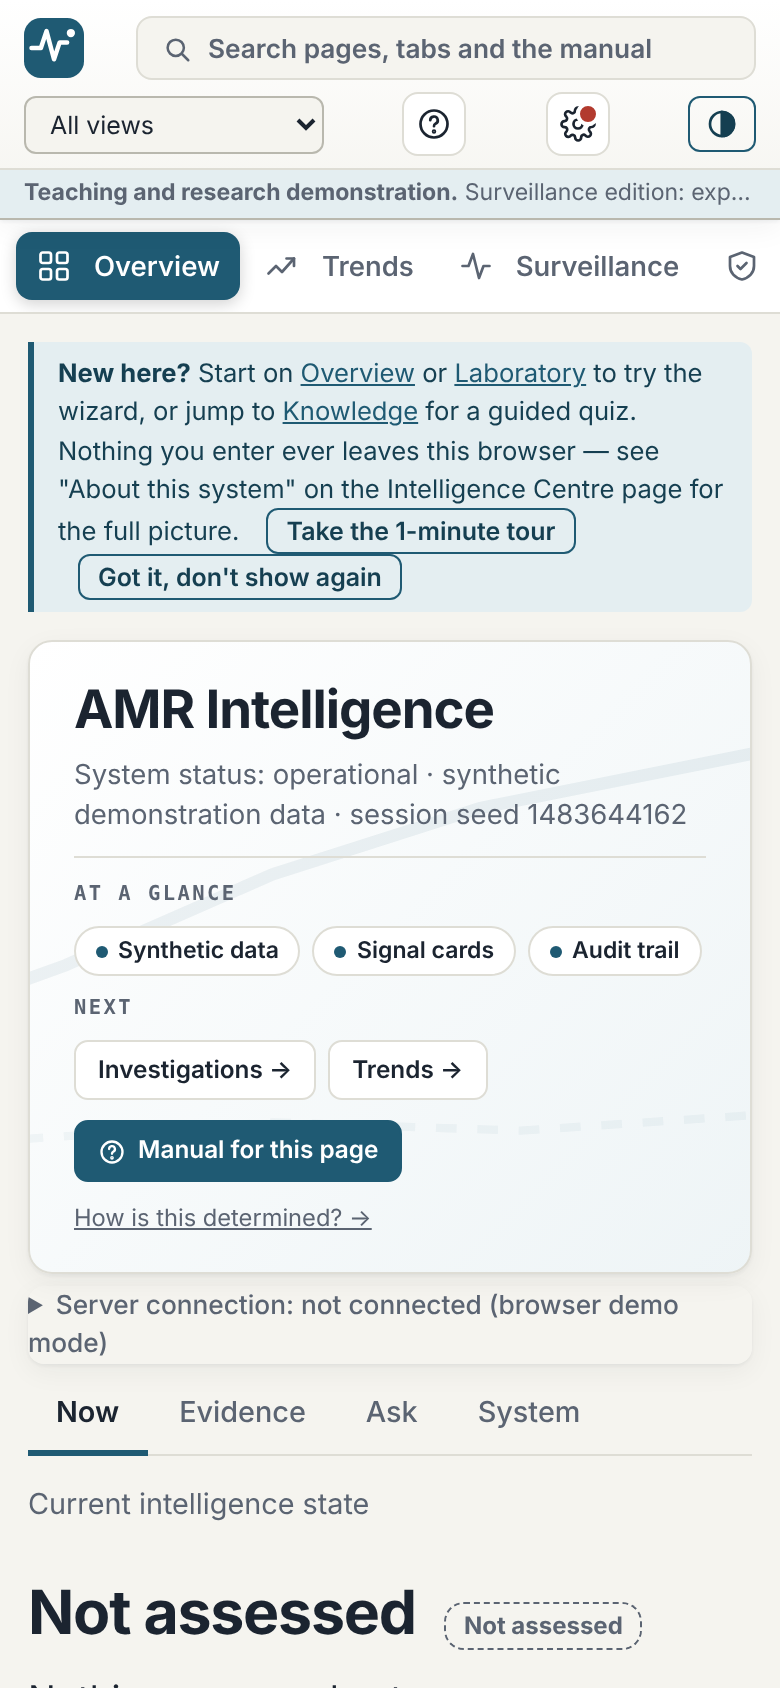 Search pages, tabs and the manual
All views
Teaching and research demonstration. Surveillance edition: exp...
Overview Trends Surveillance
New here? Start on Overview or Laboratory to try the
wizard, or jump to Knowledge for a guided quiz.
Nothing you enter ever leaves this browser — see
"About this system" on the Intelligence Centre page for
the full picture. Take the 1-minute tour
Got it, don't show again
AMR Intelligence
System status: operational · synthetic
demonstration data · session seed 1483644162
AT A GLANCE
Synthetic data Signal cards Audit trail
NEXT
Investigations → Trends →
Manual for this page
How is this determined? →
Server connection: not connected (browser demo
mode)
Now Evidence Ask System
Current intelligence state
Not assessed Not assessed